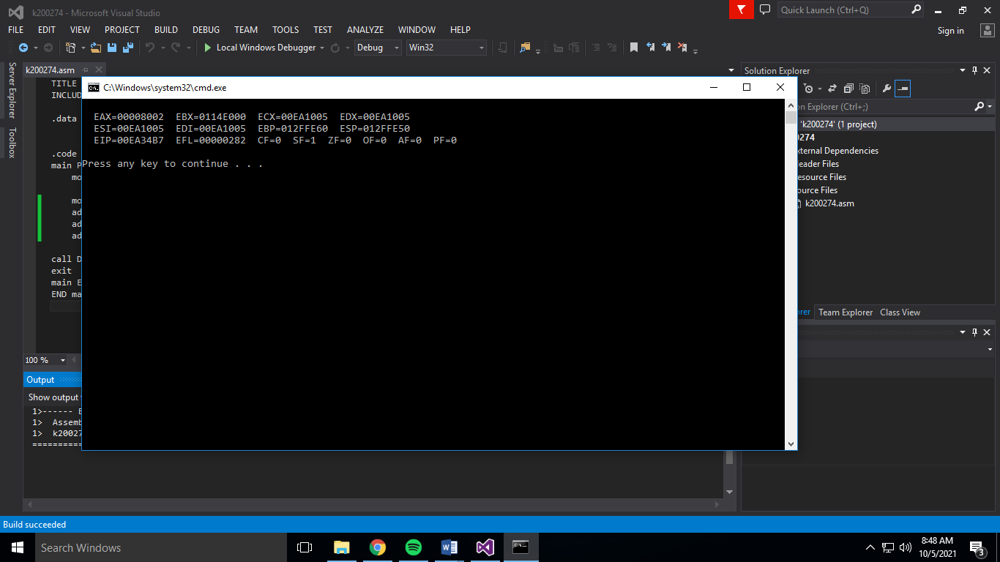 k200274 - Microsoft Visual Studio
Quick Launch (Ctrl+Q)
FILE EDIT VIEW PROJECT BUILD DEBUG TEAM TOOLS TEST ANALYZE WINDOW HELP
Sign in
Local Windows Debugger Debug Win32
Server Explorer
Toolbox
k200274.asm
TITLE
INCLUD
.data
.code
main P
mo
mo
ad
ad
ad
call D
exit
main E
END ma
100 %
C:\Windows\system32\cmd.exe
EAX=00008002 EBX=0114E000 ECX=00EA1005 EDX=00EA1005
ESI=00EA1005 EDI=00EA1005 EBP=012FFE60 ESP=012FFE50
EIP=00EA34B7 EFL=00000282 CF=0 SF=1 ZF=0 OF=0 AF=0 PF=0
Press any key to continue . . .
Solution Explorer
on Explorer (Ctrl+;)
'k200274' (1 project)
0274
xternal Dependencies
eader Files
esource Files
ource Files
k200274.asm
orer Team Explorer Class View
Output
Show output
1>------ B
1> Assemb
1> k20027
==========
Build succeeded
Search Windows
8:48 AM
10/5/2021
3